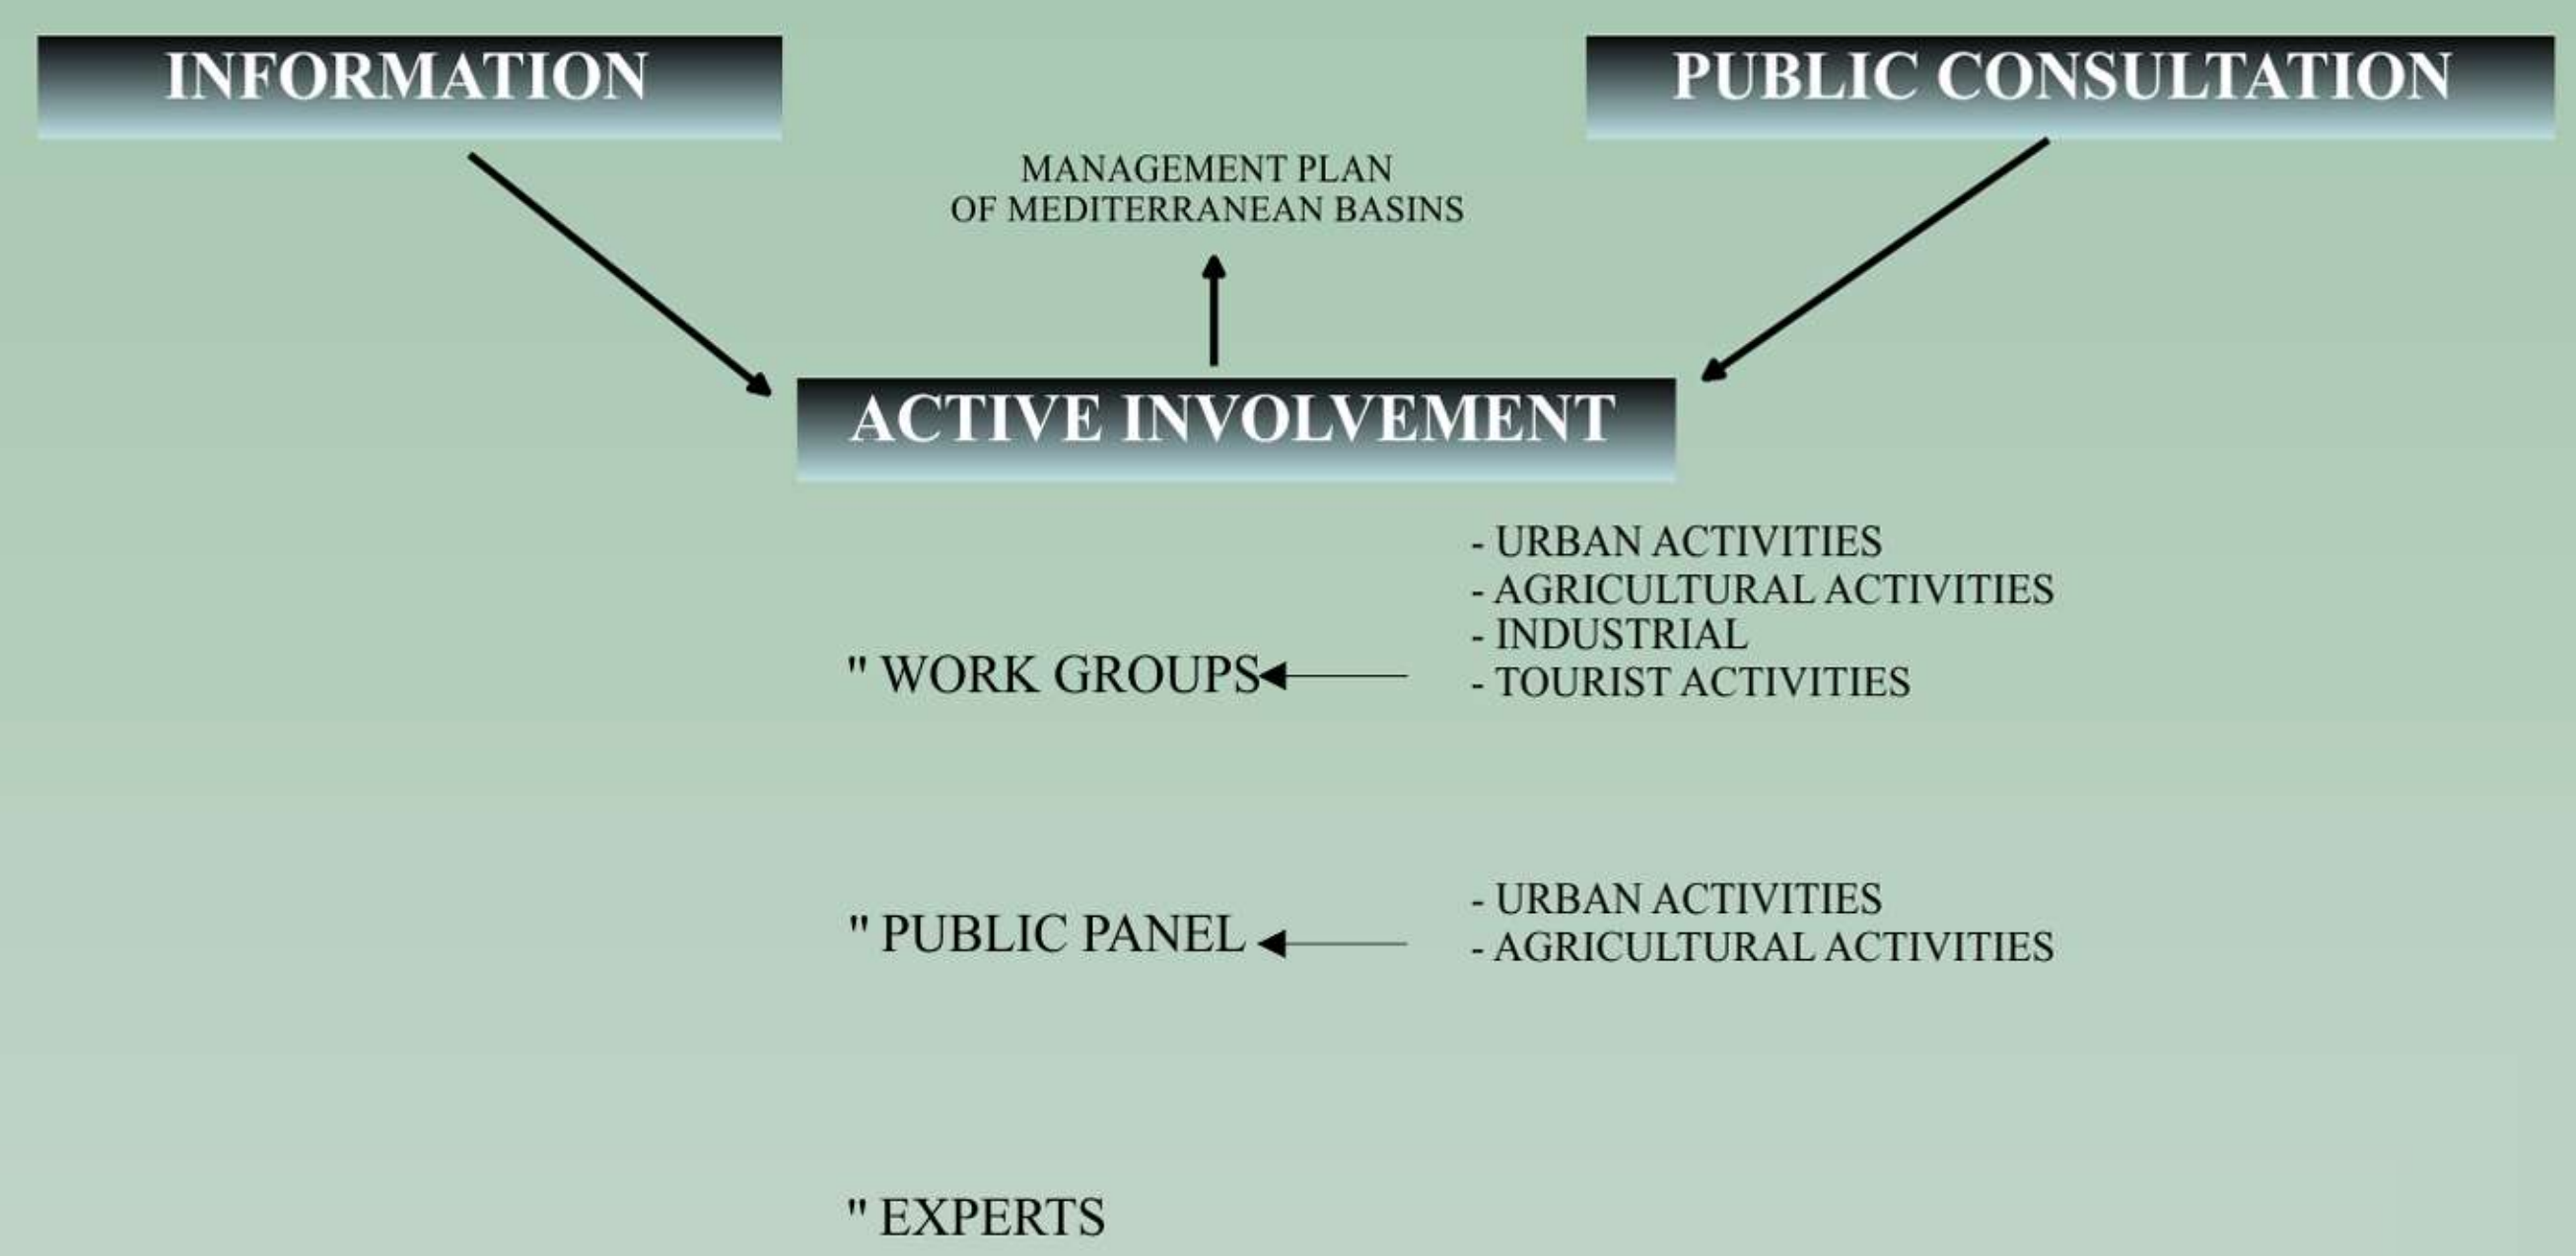 INFORMATION
PUBLIC CONSULTATION
MANAGEMENT PLAN
OF MEDITERRANEAN BASINS
ACTIVE INVOLVEMENT
- URBAN ACTIVITIES
- AGRICULTURAL ACTIVITIES
- INDUSTRIAL
- TOURIST ACTIVITIES
" WORK GROUPS
- URBAN ACTIVITIES
- AGRICULTURAL ACTIVITIES
" PUBLIC PANEL
" EXPERTS